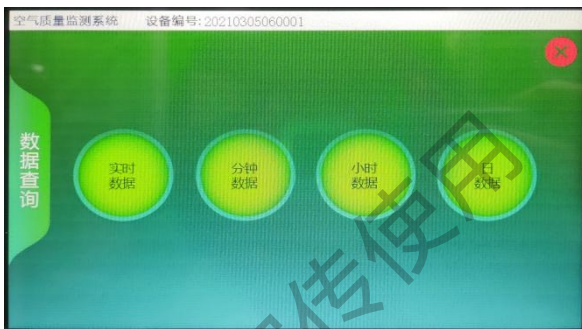 空气质量监测系统 设备编号:20210305060001
数据查询
实时
数据
分钟
数据
小时
数据
日
数据
传使用